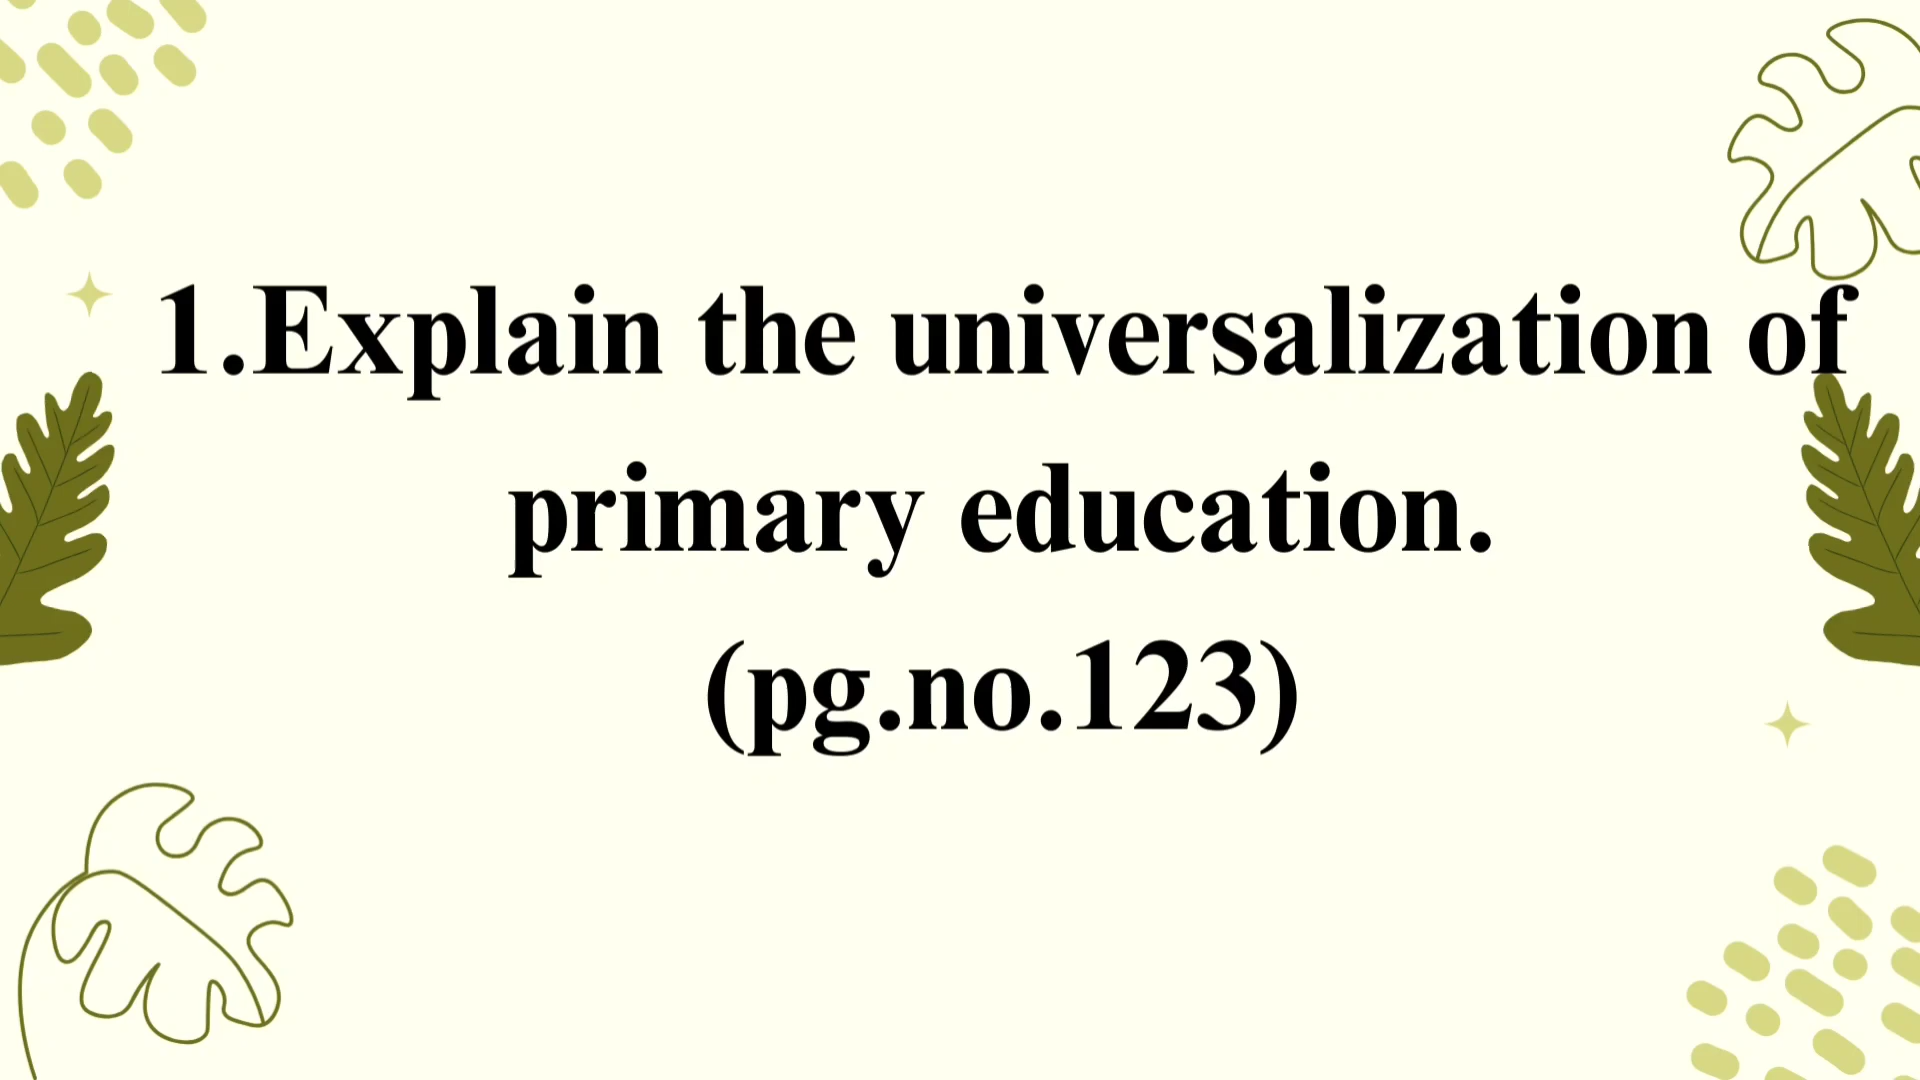 1.Explain the universalization of
primary education.
(pg.no.123)